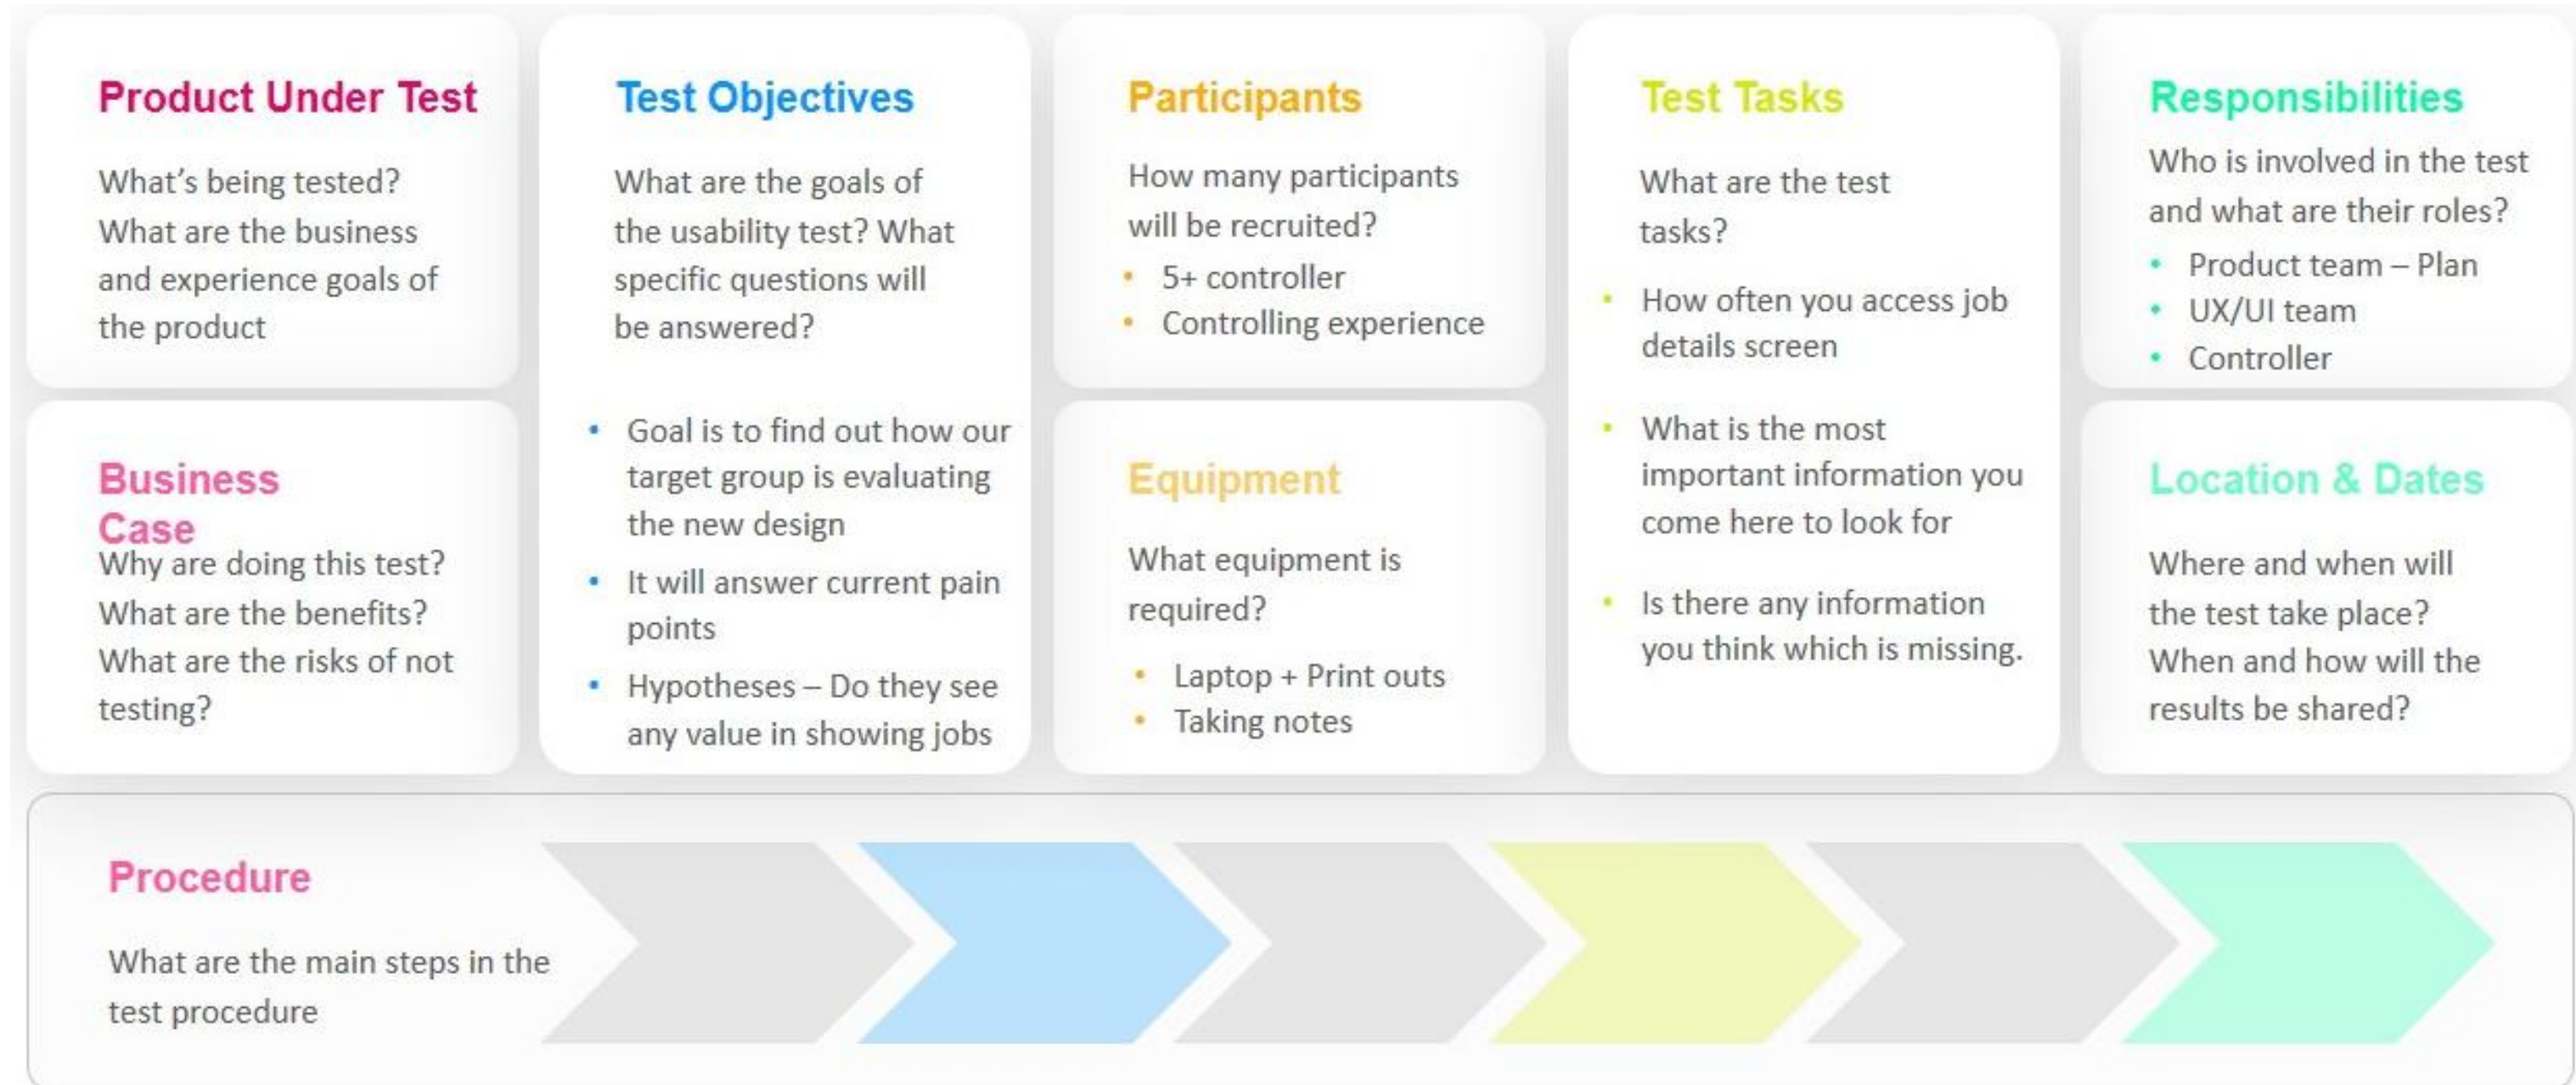 Product Under Test
What's being tested?
What are the business
and experience goals of
the product
Business
Case
Why are doing this test?
What are the benefits?
What are the risks of not
testing?
Test Objectives
What are the goals of
the usability test? What
specific questions will
be answered?
• Goal is to find out how our
target group is evaluating
the new design
• It will answer current pain
points
• Hypotheses – Do they see
any value in showing jobs
Participants
How many participants
will be recruited?
• 5+ controller
• Controlling experience
Equipment
What equipment is
required?
• Laptop + Print outs
• Taking notes
Test Tasks
What are the test
tasks?
• How often you access job
details screen
• What is the most
important information you
come here to look for
• Is there any information
you think which is missing.
Responsibilities
Who is involved in the test
and what are their roles?
• Product team – Plan
• UX/UI team
• Controller
Location & Dates
Where and when will
the test take place?
When and how will the
results be shared?
Procedure
What are the main steps in the
test procedure